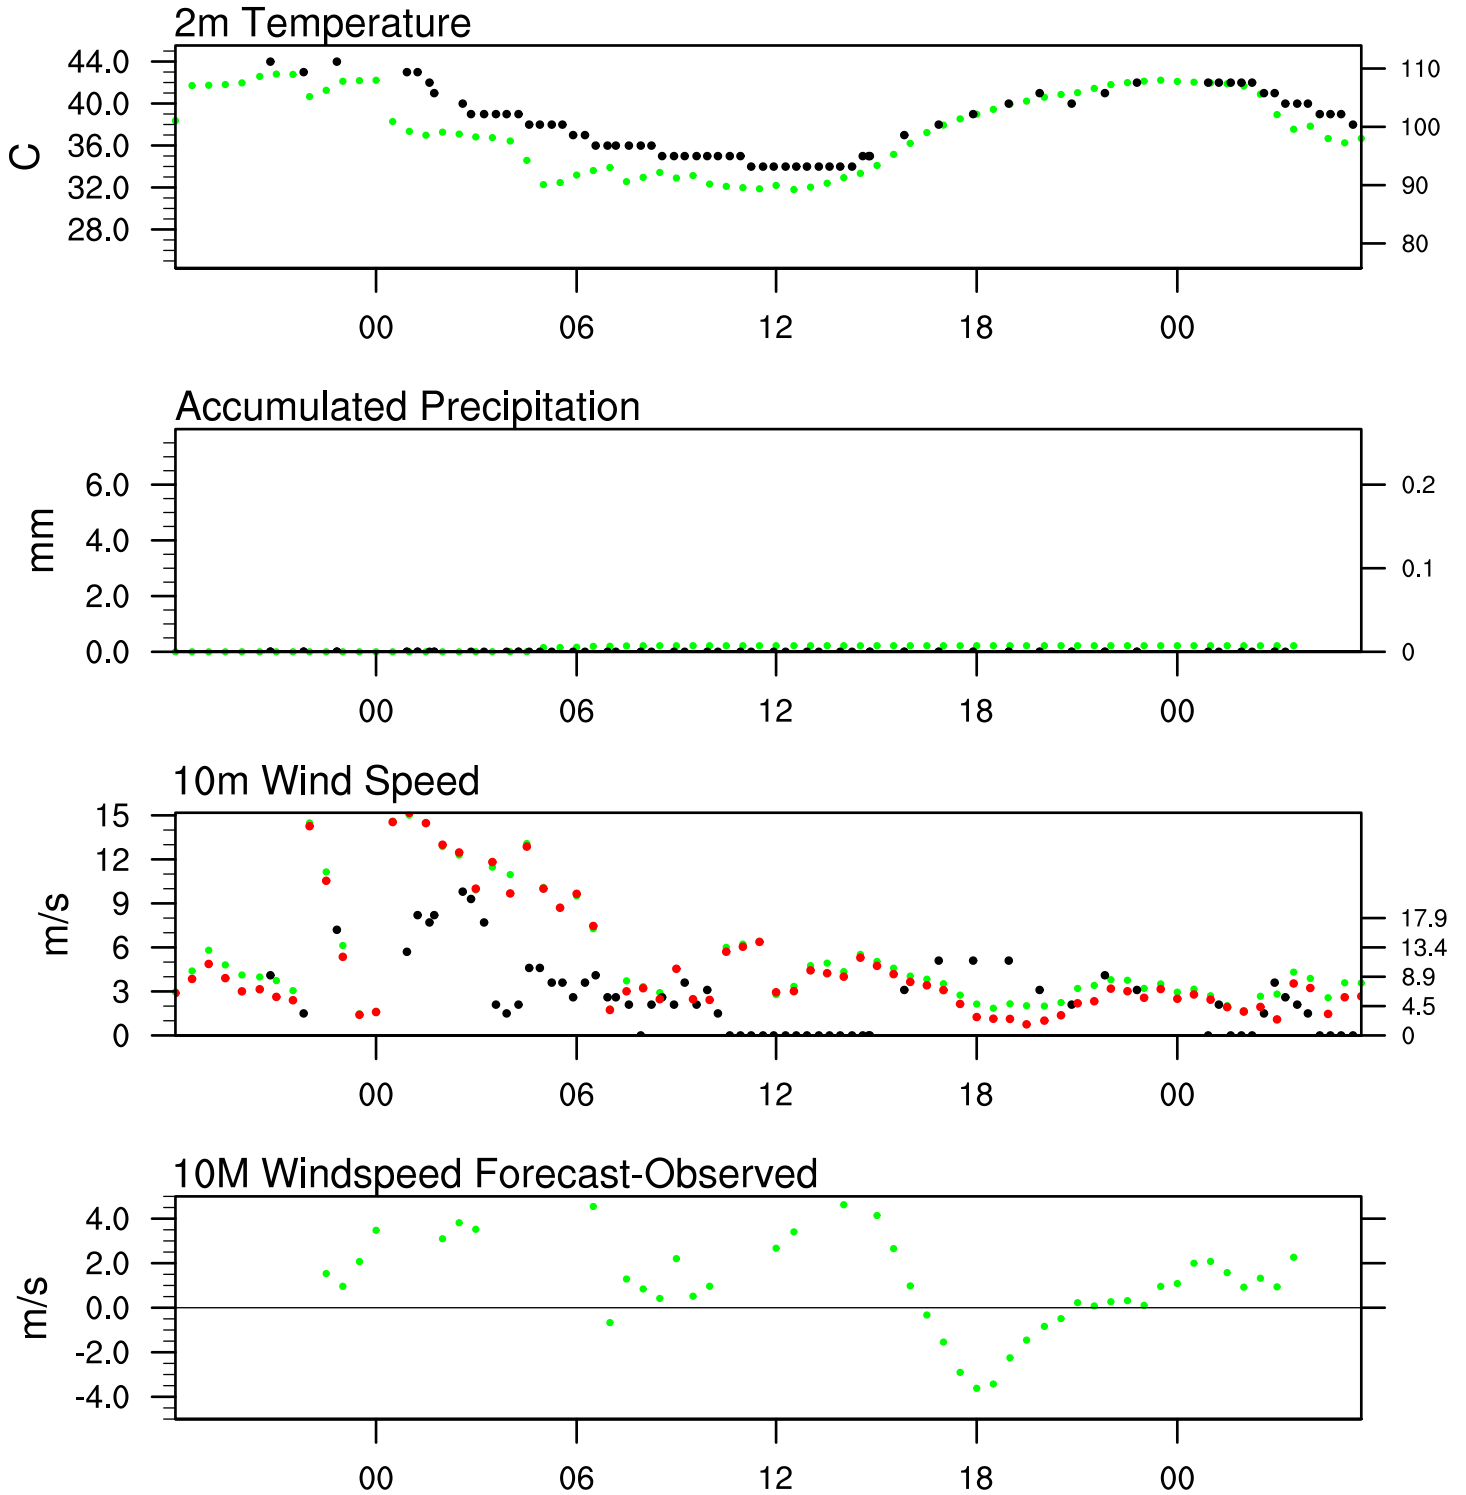 2m Temperature
44.0
40.0
36.0
32.0
28.0
C
110
100
90
80
00 06 12 18 00
Accumulated Precipitation
6.0
4.0
2.0
0.0
mm
0.2
0.1
0
00 06 12 18 00
10m Wind Speed
15
12
9
6
3
0
m/s
17.9
13.4
8.9
4.5
0
00 06 12 18 00
10M Windspeed Forecast-Observed
4.0
2.0
0.0
-2.0
-4.0
m/s
00 06 12 18 00